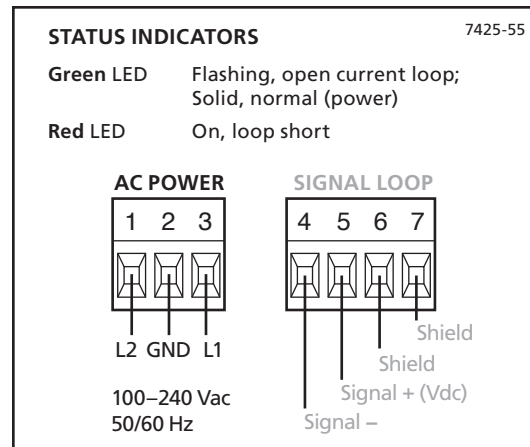 STATUS INDICATORS 7425-55
Green LED Flashing, open current loop;
Solid, normal (power)
Red LED On, loop short
AC POWER SIGNAL LOOP
1 2 3 4 5 6 7
L2 GND L1
Shield
Shield
Signal + (Vdc)
Signal –
100–240 Vac
50/60 Hz